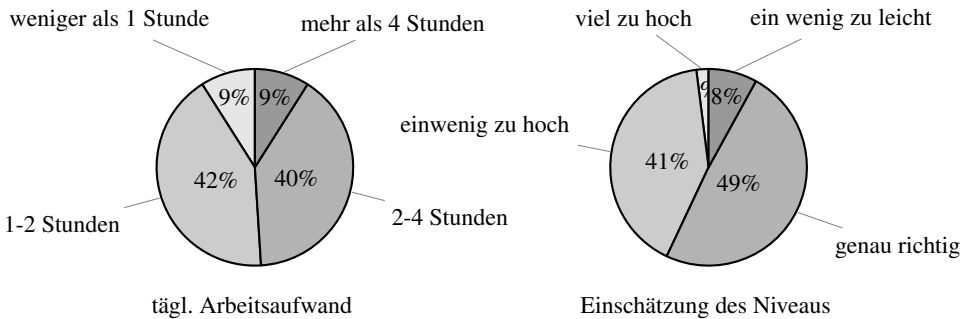 weniger als 1 Stunde
mehr als 4 Stunden
9%
9%
42%
40%
1-2 Stunden
2-4 Stunden
tägl. Arbeitsaufwand
viel zu hoch
ein wenig zu leicht
%
8%
einwenig zu hoch
41%
49%
genau richtig
Einschätzung des Niveaus